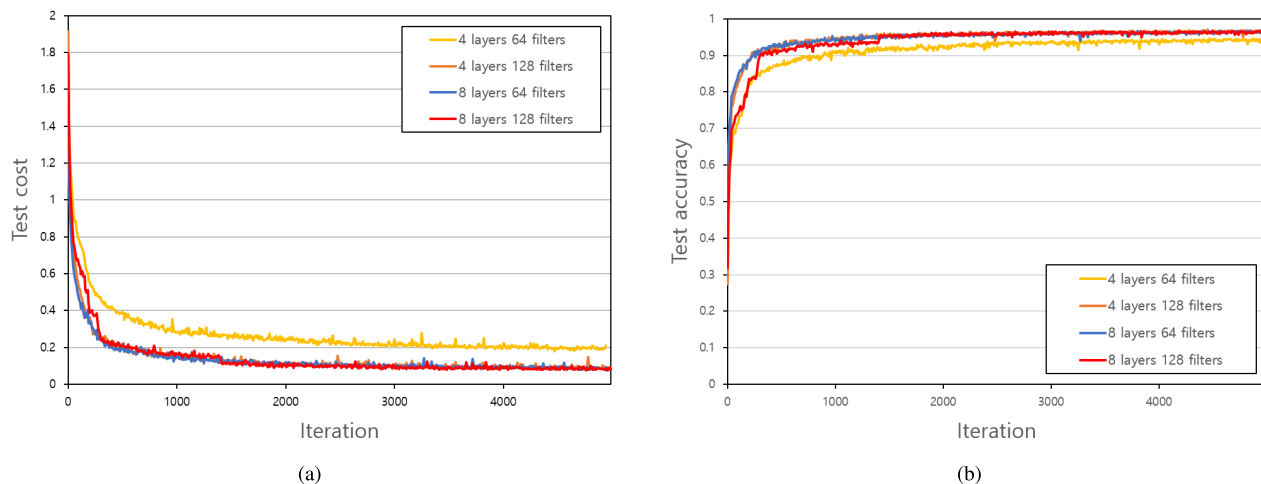 2
1.8
1.6
1.4
1.2
1
0.8
0.6
0.4
0.2
0
Test cost
0 1000 2000 3000 4000
Iteration
4 layers 64 filters
4 layers 128 filters
8 layers 64 filters
8 layers 128 filters
(a)
1
0.9
0.8
0.7
0.6
0.5
0.4
0.3
0.2
0.1
0
Test accuracy
0 1000 2000 3000 4000
Iteration
4 layers 64 filters
4 layers 128 filters
8 layers 64 filters
8 layers 128 filters
(b)